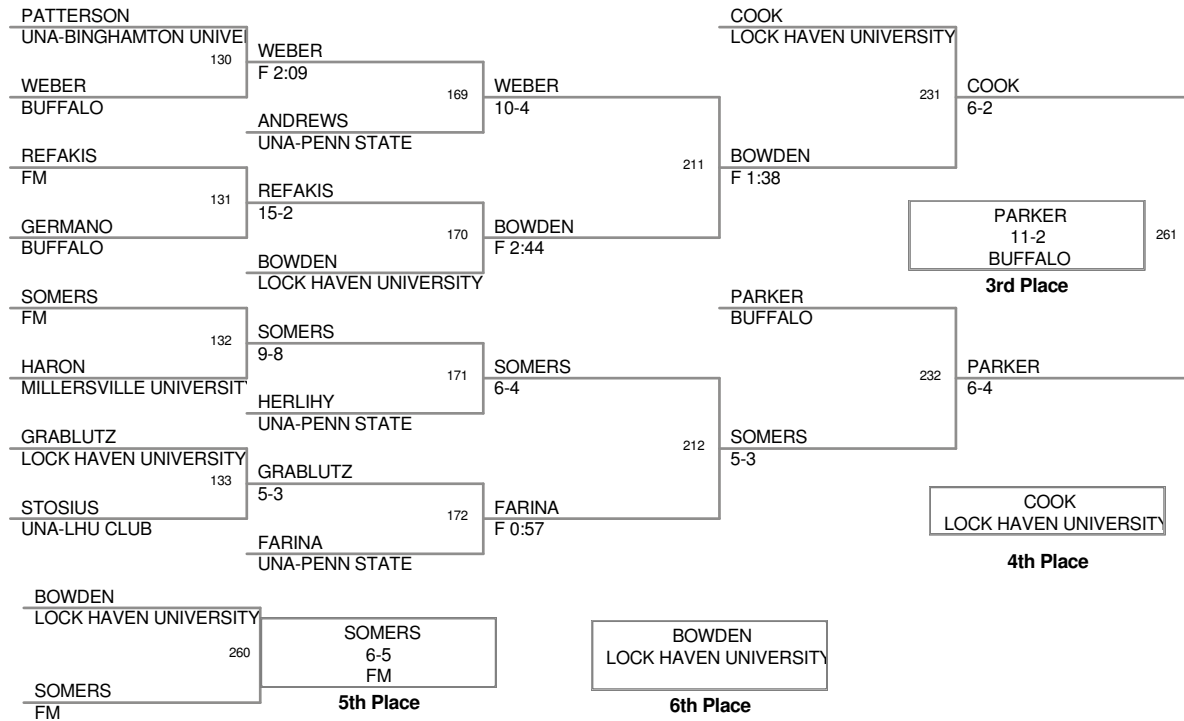 PATTERSON
UNA-BINGHAMTON UNIVE
130
WEBER
BUFFALO
WEBER
F 2:09
169
ANDREWS
UNA-PENN STATE
WEBER
10-4
REFAKIS
FM
131
GERMANO
BUFFALO
REFAKIS
15-2
170
BOWDEN
LOCK HAVEN UNIVERSITY
BOWDEN
F 2:44
211
BOWDEN
F 1:38
COOK
LOCK HAVEN UNIVERSITY
231
COOK
6-2
PARKER
11-2
BUFFALO
261
3rd Place
SOMERS
FM
132
HARON
MILLERSVILLE UNIVERSIT
SOMERS
9-8
171
HERLIHY
UNA-PENN STATE
SOMERS
6-4
GRABLUTZ
LOCK HAVEN UNIVERSITY
133
STOSIUS
UNA-LHU CLUB
GRABLUTZ
5-3
172
FARINA
UNA-PENN STATE
FARINA
F 0:57
212
SOMERS
5-3
PARKER
BUFFALO
232
PARKER
6-4
COOK
LOCK HAVEN UNIVERSITY
4th Place
BOWDEN
LOCK HAVEN UNIVERSITY
260
SOMERS
FM
SOMERS
6-5
FM
5th Place
BOWDEN
LOCK HAVEN UNIVERSITY
6th Place